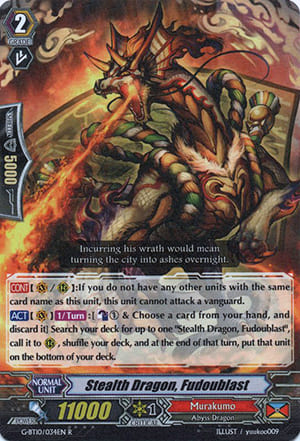 2
GRADE
5000
Incurring his wrath would mean
turning the city into ashes overnight.
CONT [ / ]:If you do not have any other units with the same
card name as this unit, this unit cannot attack a vanguard.
ACT [ / ] 1/Turn :[ ① & Choose a card from your hand, and
discard it] Search your deck for up to one "Stealth Dragon, Fudoublast",
call it to , shuffle your deck, and at the end of that turn, put that unit
on the bottom of your deck.
NORMAL
UNIT
Stealth Dragon, Fudoublast
POWER
11000
1
CRITICAL
Murakumo
Abyss Dragon
G-BT10/034EN R
ILLUST / yasukoo009